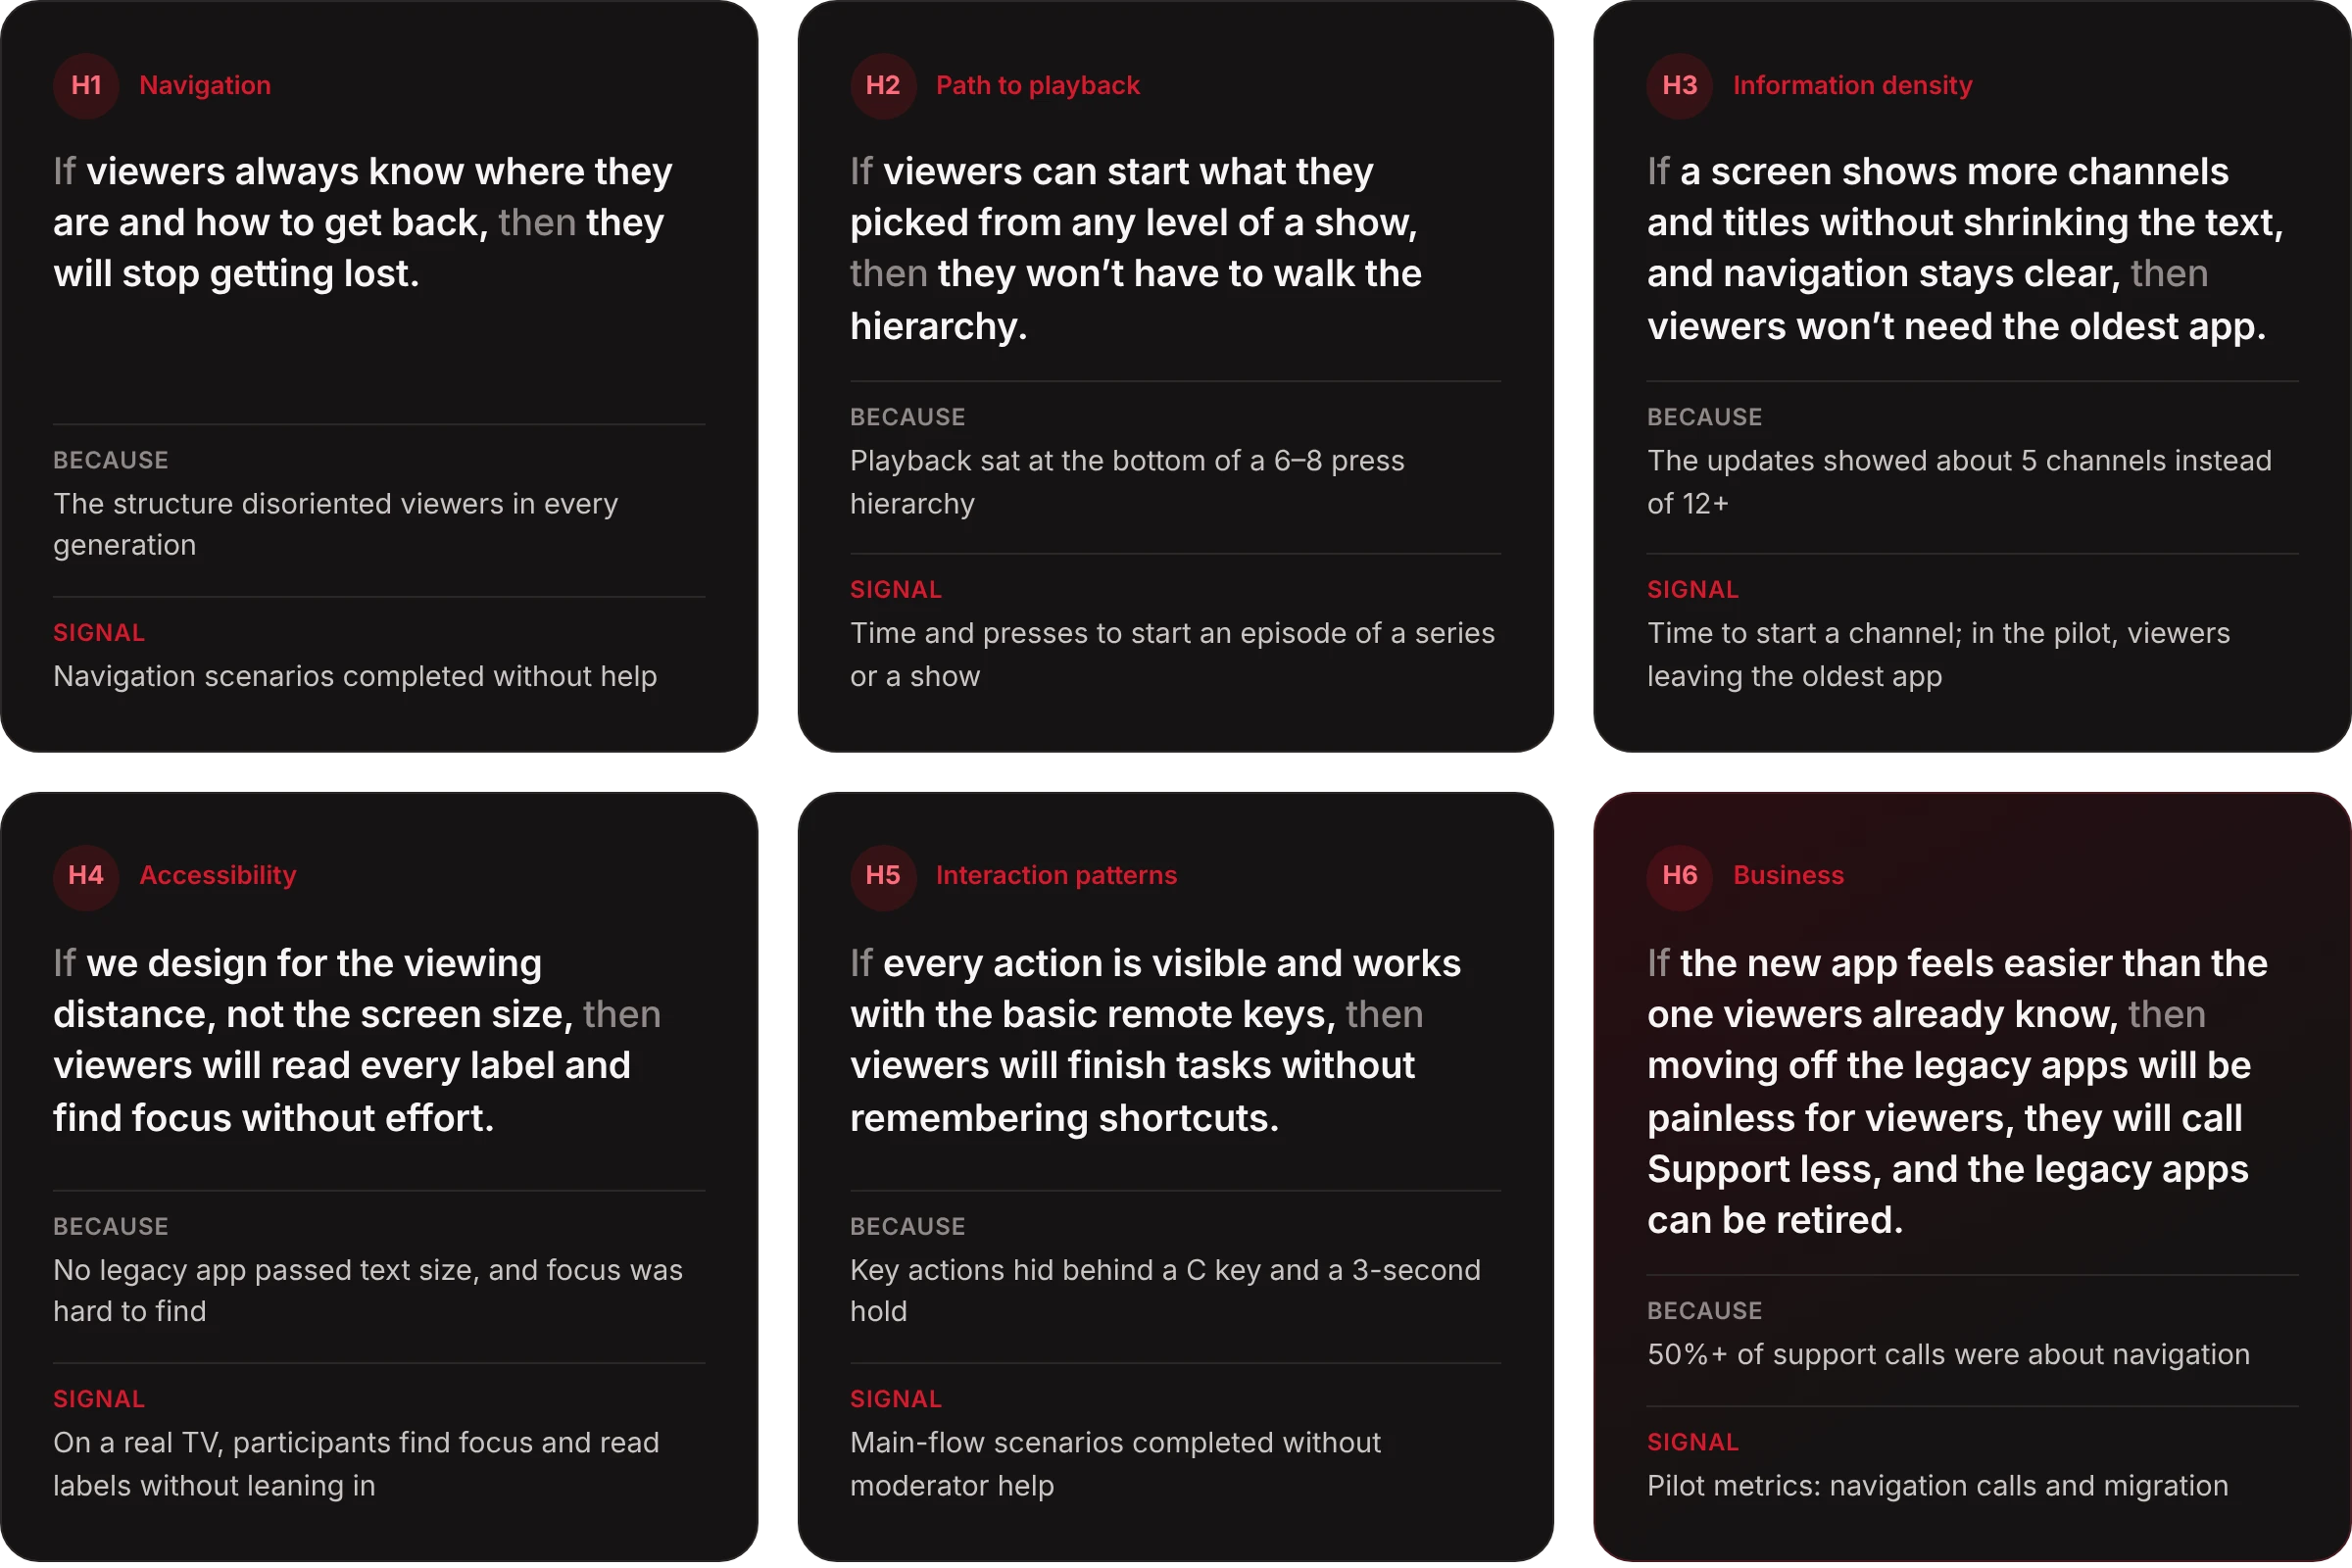 H1 Navigation
If viewers always know where they
are and how to get back, then they
will stop getting lost.
BECAUSE
The structure disoriented viewers in every
generation
SIGNAL
Navigation scenarios completed without help
H2 Path to playback
If viewers can start what they
picked from any level of a show,
then they won’t have to walk the
hierarchy.
BECAUSE
Playback sat at the bottom of a 6–8 press
hierarchy
SIGNAL
Time and presses to start an episode of a series
or a show
H3 Information density
If a screen shows more channels
and titles without shrinking the text,
and navigation stays clear, then
viewers won’t need the oldest app.
BECAUSE
The updates showed about 5 channels instead
of 12+
SIGNAL
Time to start a channel; in the pilot, viewers
leaving the oldest app
H4 Accessibility
If we design for the viewing
distance, not the screen size, then
viewers will read every label and
find focus without effort.
BECAUSE
No legacy app passed text size, and focus was
hard to find
SIGNAL
On a real TV, participants find focus and read
labels without leaning in
H5 Interaction patterns
If every action is visible and works
with the basic remote keys, then
viewers will finish tasks without
remembering shortcuts.
BECAUSE
Key actions hid behind a C key and a 3-second
hold
SIGNAL
Main-flow scenarios completed without
moderator help
H6 Business
If the new app feels easier than the
one viewers already know, then
moving off the legacy apps will be
painless for viewers, they will call
Support less, and the legacy apps
can be retired.
BECAUSE
50%+ of support calls were about navigation
SIGNAL
Pilot metrics: navigation calls and migration